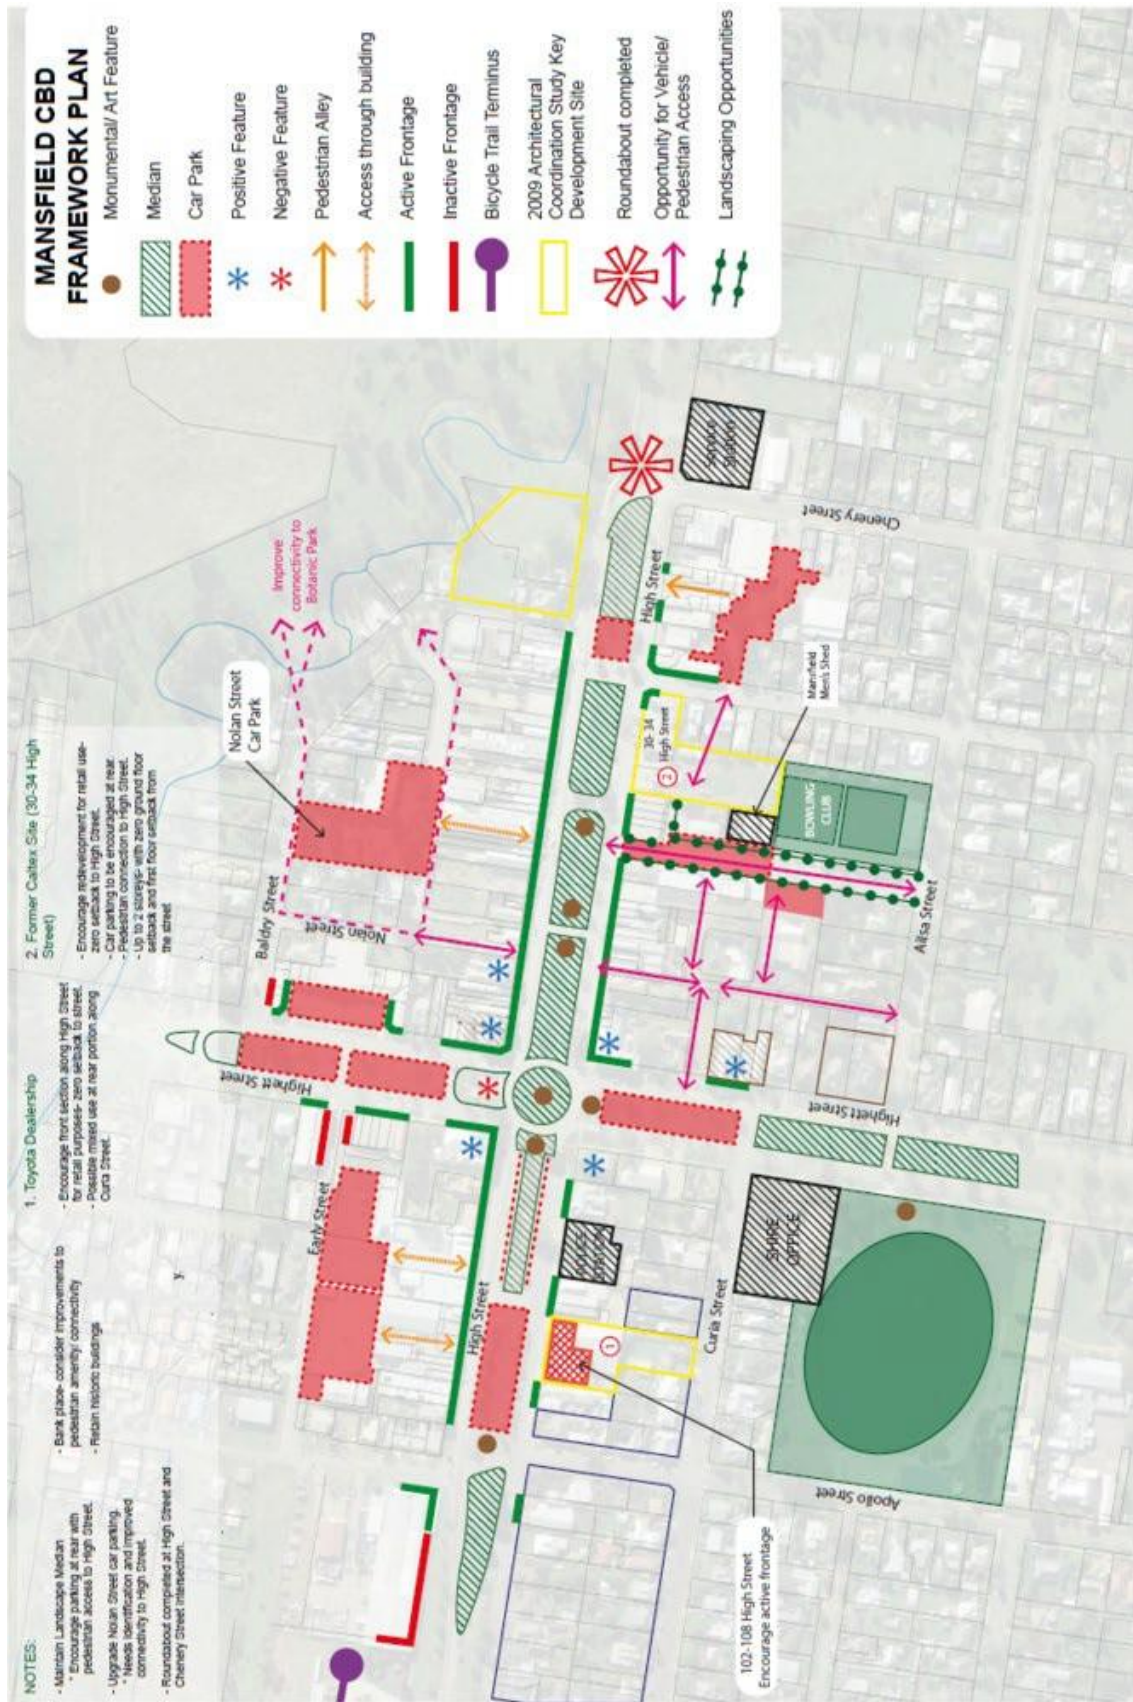 MANSFIELD CBD
FRAMEWORK PLAN
Monumental/ Art Feature
Median
Car Park
Positive Feature
Negative Feature
Pedestrian Alley
Access through building
Active Frontage
Inactive Frontage
Bicycle Trail Terminus
2009 Architectural
Coordination Study Key
Development Site
Roundabout completed
Opportunity for Vehicle/
Pedestrian Access
Landscaping Opportunities
NOTES:
- Maintain Landscape Median
* Encourage parking at rear with
pedestrian access to High Street.
- Upgrade Nolan Street car parking.
* Needs identification and improved
connectivity to High Street.
- Roundabout completed at High Street and
Chenery Street intersection.
- Bank place- consider improvements to
pedestrian amenity/ connectivity
- Retain historic buildings
y.
1. Toyota Dealership
- Encourage front section along High Street
for retail purposes- zero setback to street.
- Possible mixed use at rear portion along
Curia Street.
2. Former Caltex Site (30-34 High
Street)
- Encourage redevelopment for retail use-
zero setback to High Street.
- Car parking to be encouraged at rear.
- Pedestrian connection to High Street.
- Up to 2 storeys- with zero ground floor
setback and first floor setback from
the street
Improve
connectivity to
Botanic Park
Nolan Street
Car Park
Baldry Street
Nolan Street
Highett Street
Early Street
High Street
High Street
Chenery Street
30- 34
High Street
2
Mansfield
Men's Shed
BOWLING
CLUB
Ailsa Street
Highett Street
POLICE
STATION
SHIRE
OFFICE
Curia Street
1
Apollo Street
102-108 High Street
Encourage active frontage